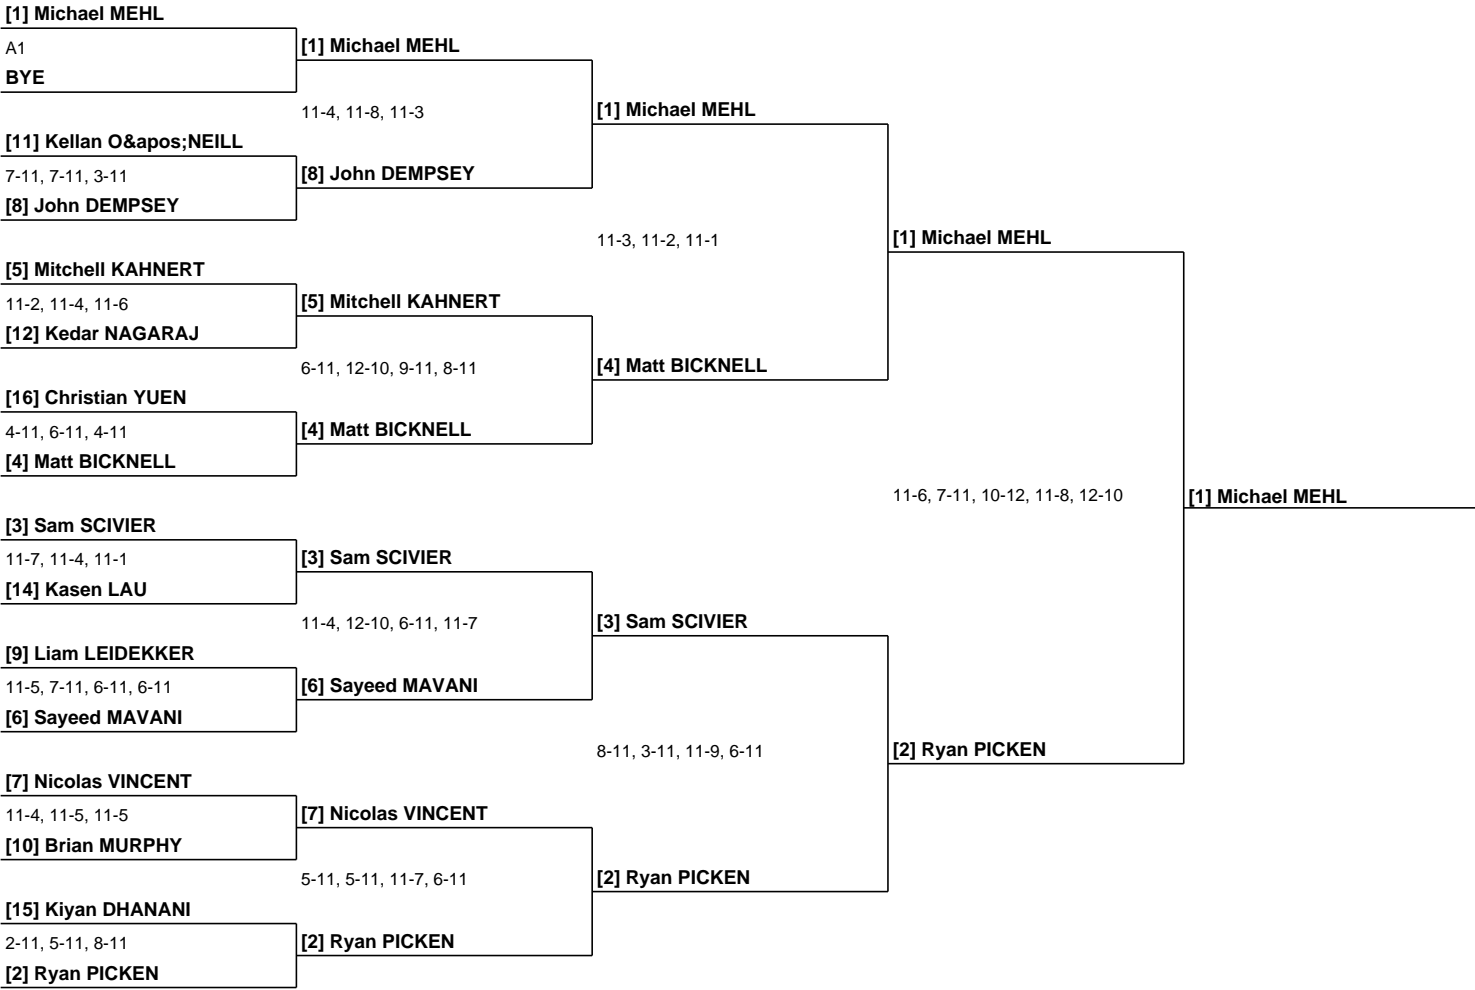 [1] Michael MEHL
A1
BYE
[11] Kellan O&apos;NEILL
7-11, 7-11, 3-11
[8] John DEMPSEY
[5] Mitchell KAHNERT
11-2, 11-4, 11-6
[12] Kedar NAGARAJ
[16] Christian YUEN
4-11, 6-11, 4-11
[4] Matt BICKNELL
[3] Sam SCIVIER
11-7, 11-4, 11-1
[14] Kasen LAU
[9] Liam LEIDEKKER
11-5, 7-11, 6-11, 6-11
[6] Sayeed MAVANI
[7] Nicolas VINCENT
11-4, 11-5, 11-5
[10] Brian MURPHY
[15] Kiyan DHANANI
2-11, 5-11, 8-11
[2] Ryan PICKEN
[1] Michael MEHL
11-4, 11-8, 11-3
[8] John DEMPSEY
[5] Mitchell KAHNERT
6-11, 12-10, 9-11, 8-11
[4] Matt BICKNELL
[3] Sam SCIVIER
11-4, 12-10, 6-11, 11-7
[6] Sayeed MAVANI
[7] Nicolas VINCENT
5-11, 5-11, 11-7, 6-11
[2] Ryan PICKEN
[1] Michael MEHL
11-3, 11-2, 11-1
[4] Matt BICKNELL
[3] Sam SCIVIER
8-11, 3-11, 11-9, 6-11
[2] Ryan PICKEN
[1] Michael MEHL
11-6, 7-11, 10-12, 11-8, 12-10
[2] Ryan PICKEN
[1] Michael MEHL